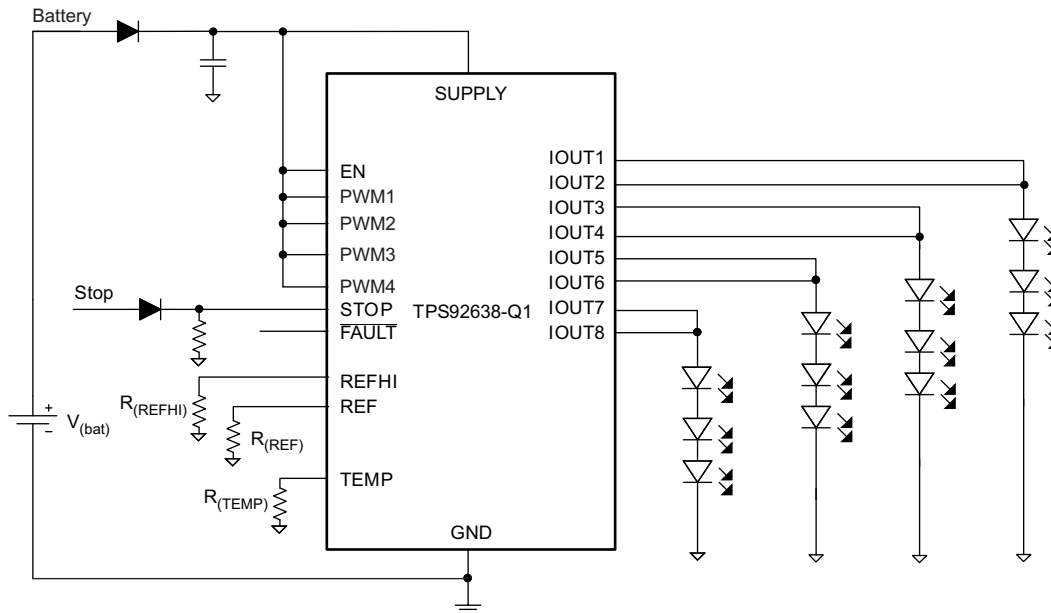 Battery
SUPPLY
EN
PWM1
PWM2
PWM3
PWM4
Stop
STOP
FAULT
TPS92638-Q1
IOUT1
IOUT2
IOUT3
IOUT4
IOUT5
IOUT6
IOUT7
IOUT8
REFHI
R(REFHI)
REF
R(REF)
+
V(bat)
−
TEMP
R(TEMP)
GND